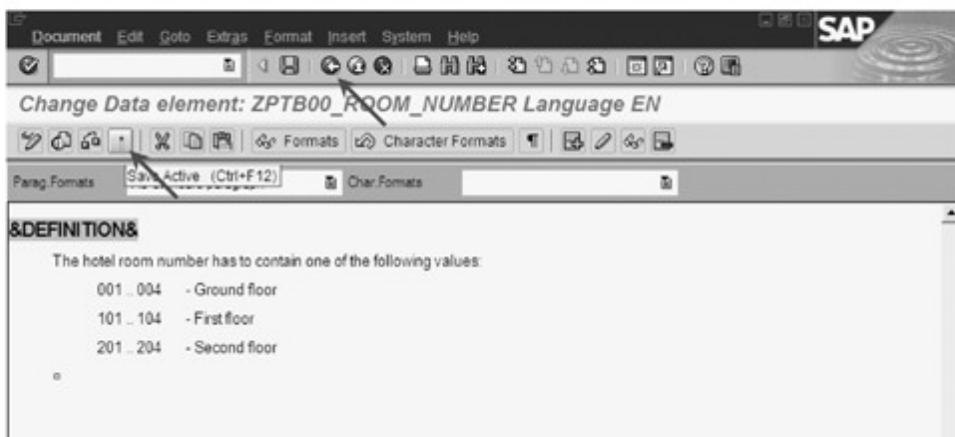 Document Edit Goto Extras Format Insert System Help
SAP
Change Data element: ZPTB00_ROOM_NUMBER Language EN
Formats Character Formats
Parag.Formats Save Active (Ctrl+F12) Char.Formats
&DEFINITION&
The hotel room number has to contain one of the following values:
001 .. 004 - Ground floor
101 .. 104 - First floor
201 .. 204 - Second floor